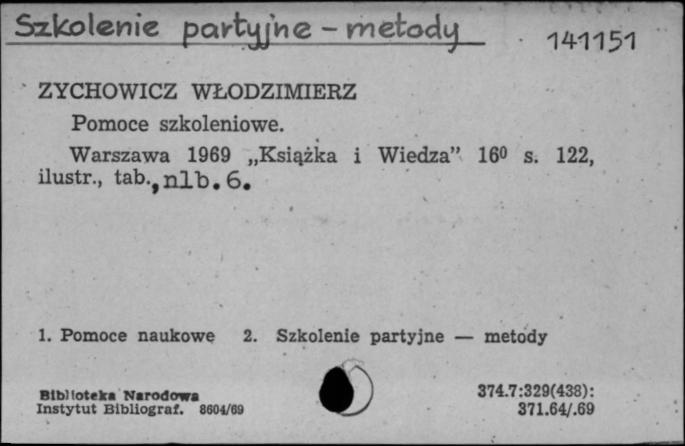 Szkolenie partyjne - metody
141151
ZYCHOWICZ WŁODZIMIERZ
Pomoce szkoleniowe.
Warszawa 1969 „Książka i Wiedza” 16⁰ s. 122,
ilustr., tab., nlb. 6.
1. Pomoce naukowe 2. Szkolenie partyjne — metody
Biblioteka Narodowa
Instytut Bibliograf. 8604/69
374.7:329(438):
371.64/.69